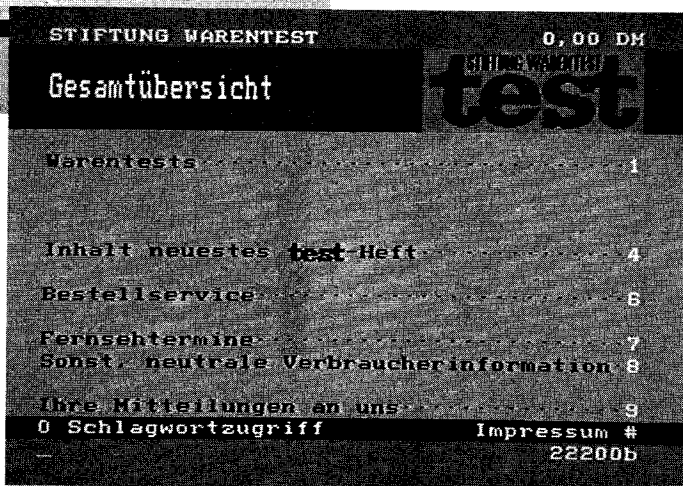 STIFTUNG WARENTEST 0,00 DM
Gesamtübersicht
STIFTUNG WARENTEST
test
Warentests 1
Inhalt neuestes test Heft 4
Bestellservice 6
Fernsehtermine 7
Sonst. neutrale Verbraucherinformation 8
Ihre Mitteilungen an uns 9
0 Schlagwortzugriff Impressum #
22200b